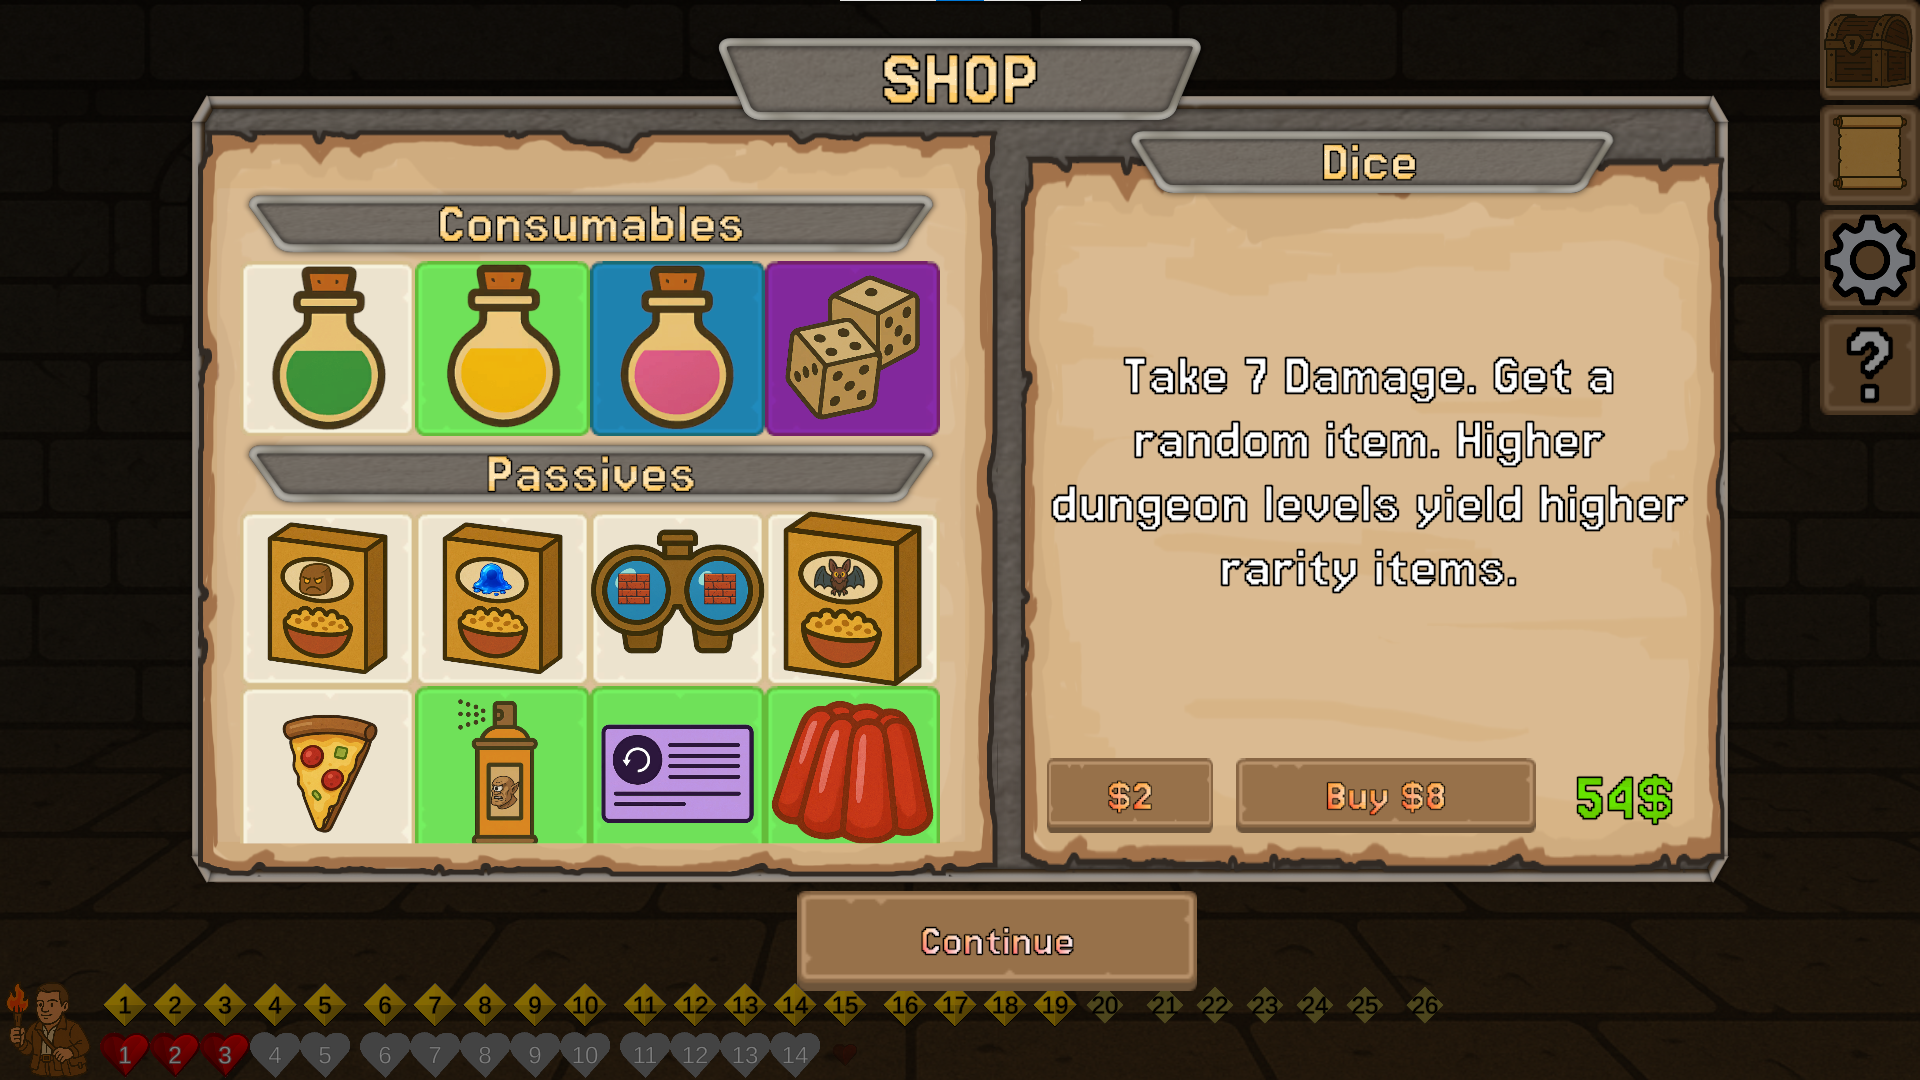 SHOP
Dice
Consumables
Take 7 Damage. Get a
random item. Higher
dungeon levels yield higher
rarity items.
Passives
$2
Buy $8
54$
Continue
1 2 3 4 5 6 7 8 9 10 11 12 13 14 15 16 17 18 19 20 21 22 23 24 25 26
1 2 3 4 5 6 7 8 9 10 11 12 13 14